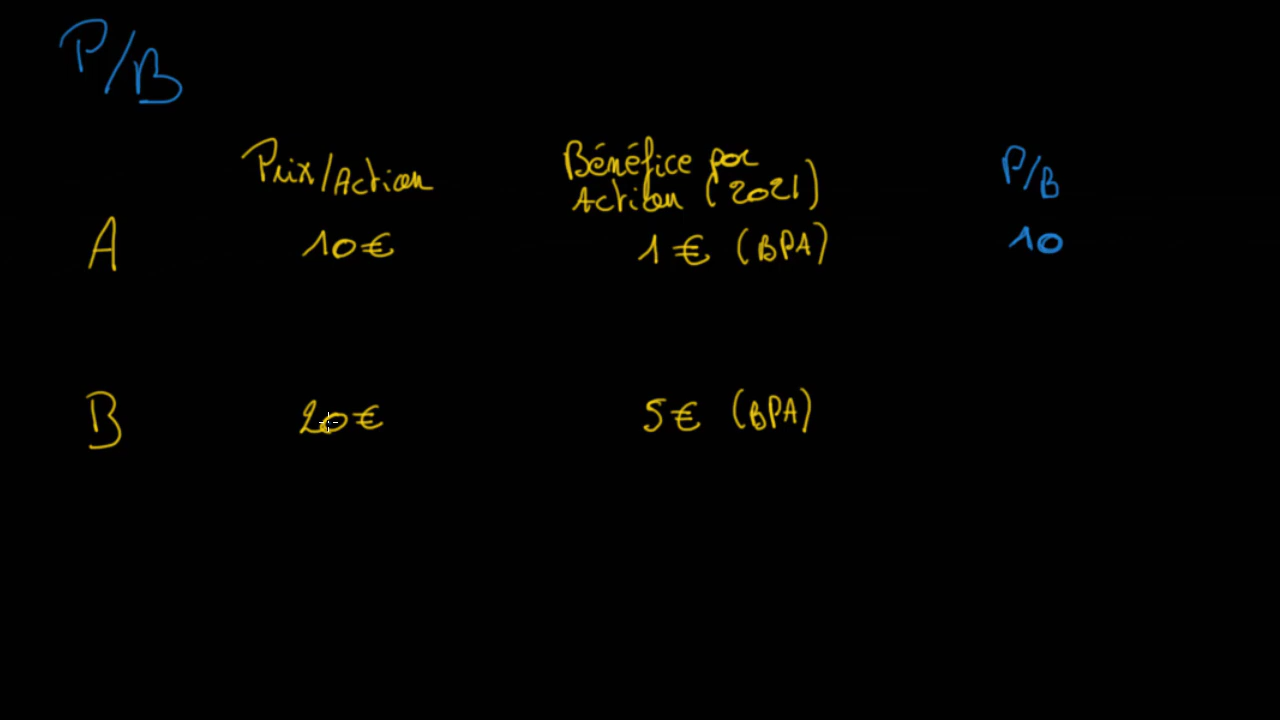 P/B
Prix/Action Bénéfice par P/B
Action (2021)
A 10€ 1€ (BPA) 10
B 20€ 5€ (BPA)